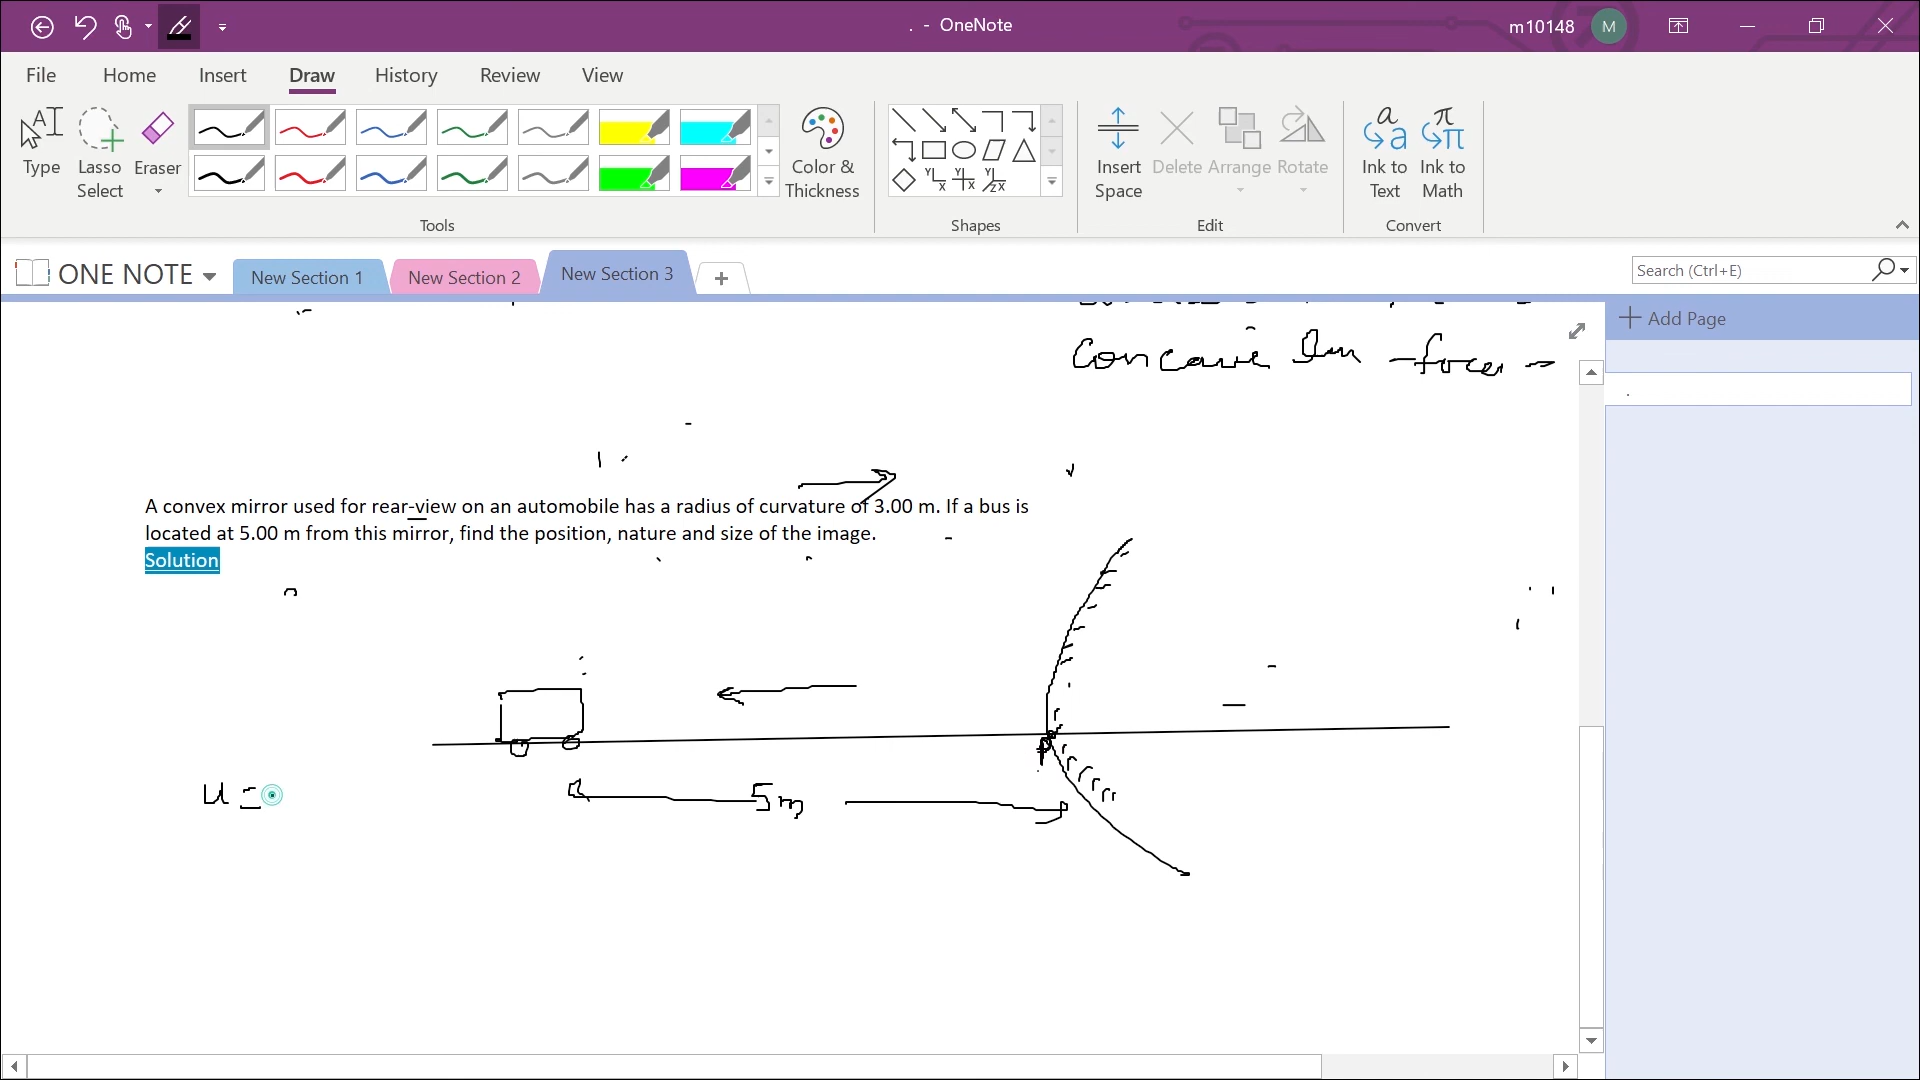 . - OneNote
m10148
M
File Home Insert Draw History Review View
Type
Lasso Select
Eraser
Color & Thickness
Insert Space
Delete
Arrange
Rotate
Ink to Text
Ink to Math
Tools
Shapes
Edit
Convert
ONE NOTE
New Section 1
New Section 2
New Section 3
Search (Ctrl+E)
Add Page
.
Concave
A convex mirror used for rear-view on an automobile has a radius of curvature of 3.00 m. If a bus is
located at 5.00 m from this mirror, find the position, nature and size of the image.
Solution
P
u =
5m